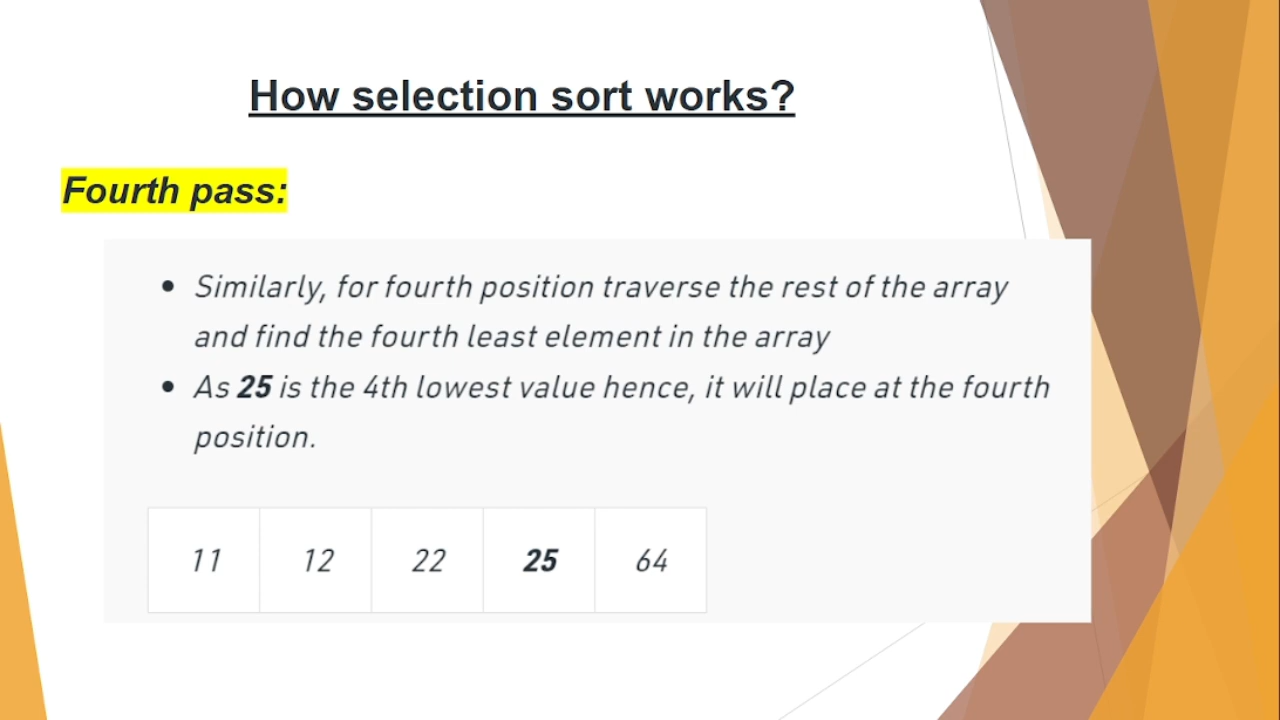 How selection sort works?
Fourth pass:
• Similarly, for fourth position traverse the rest of the array
and find the fourth least element in the array
• As 25 is the 4th lowest value hence, it will place at the fourth
position.
11 12 22 25 64